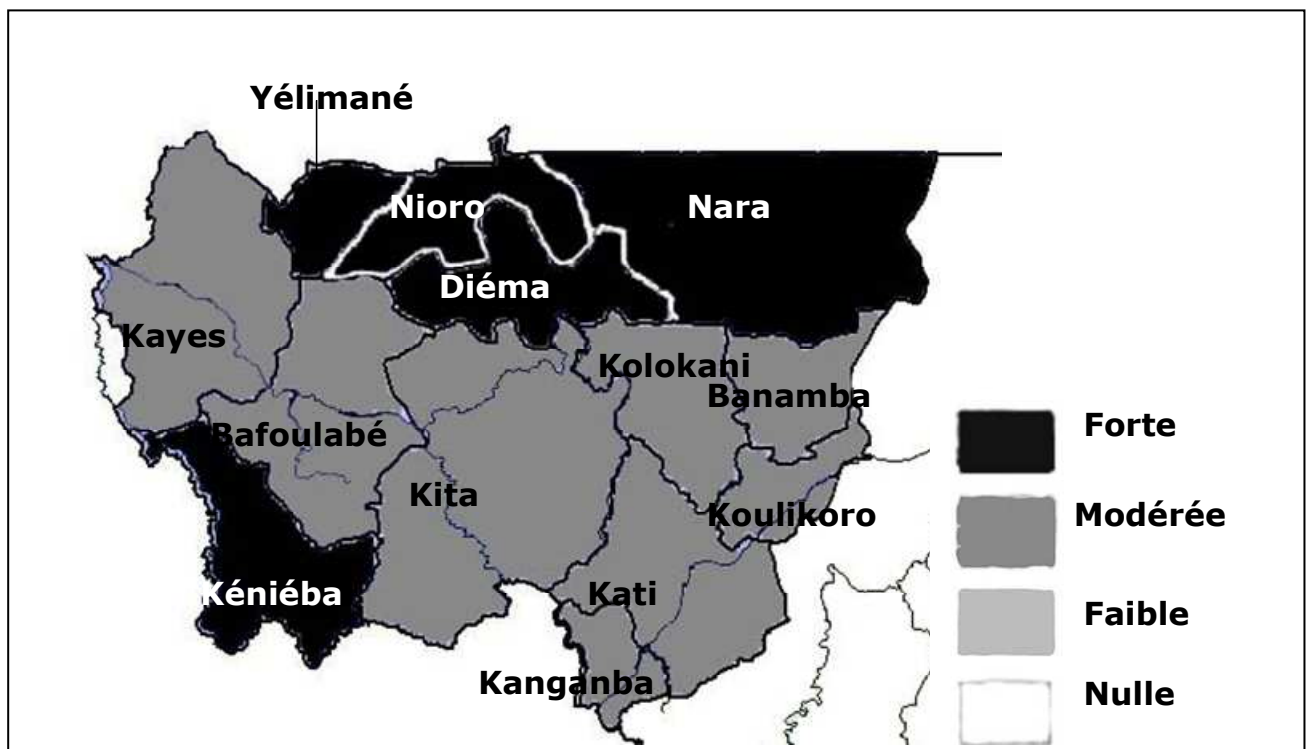 Yélimané
Nioro
Nara
Diéma
Kayes
Kolokani
Banamba
Bafoulabé
Kita
Koulikoro
Kéniéba
Kati
Kanganba
Forte
Modérée
Faible
Nulle